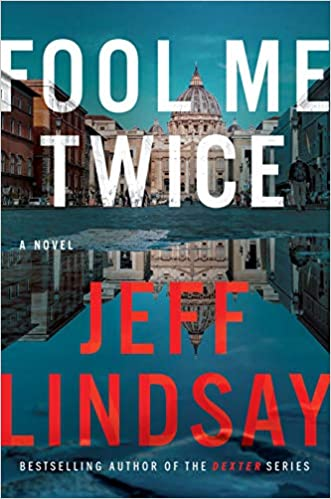 FOOL ME
TWICE
A NOVEL
JEFF
LINDSAY
BESTSELLING AUTHOR OF THE DEXTER SERIES